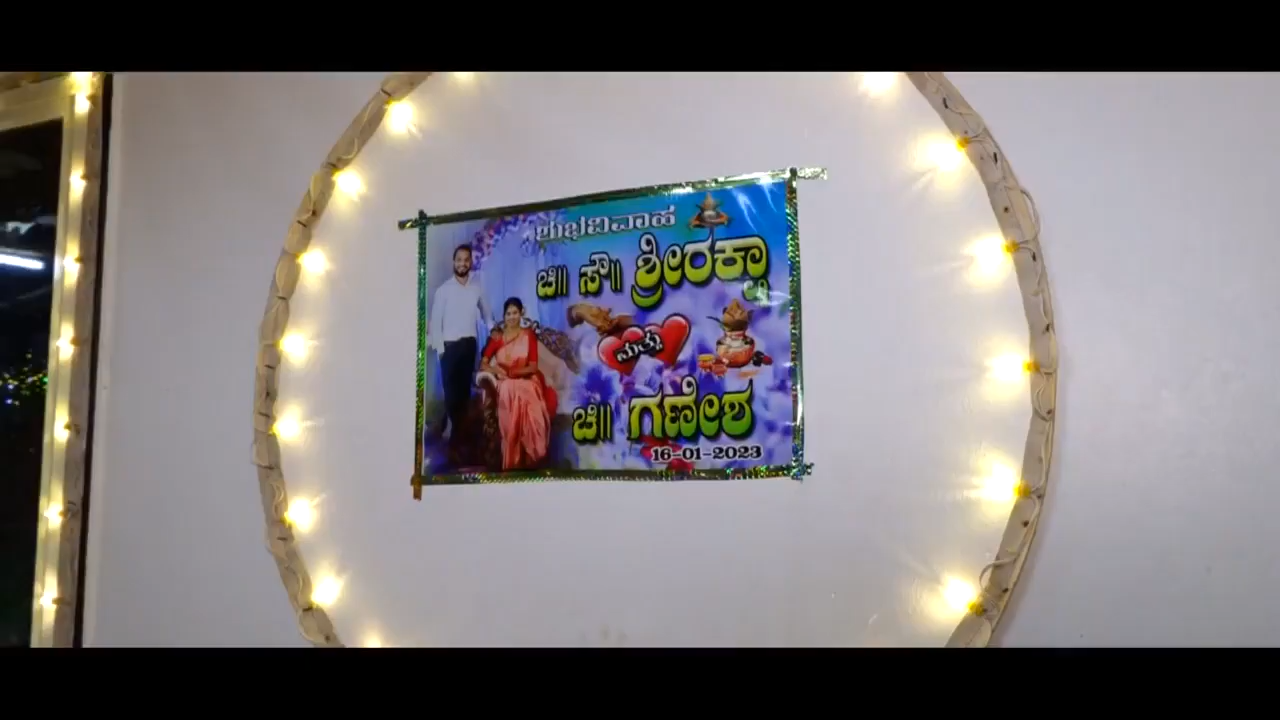 ಶುಭವಿವಾಹ
ಚಿ|| ಸೌ|| ಶ್ರೀರಕ್ಷಾ
ಮತ್ತು
ಚಿ|| ಗಣೇಶ
16-01-2023